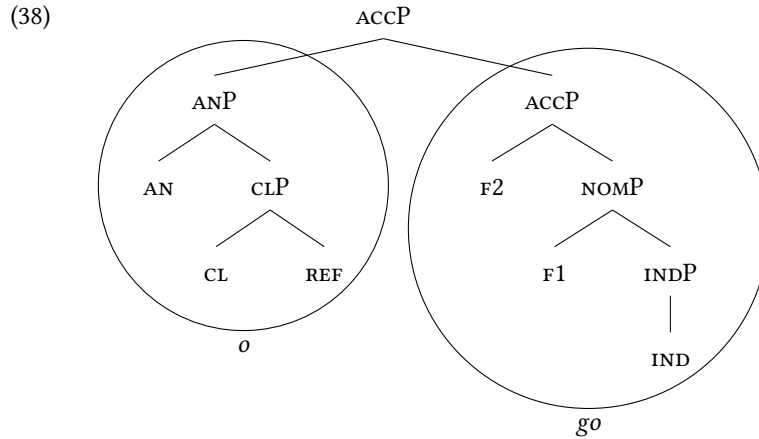 (38) ACCP
ANP ACCP
AN CLP F2 NOMP
CL REF F1 INDP
o IND
go